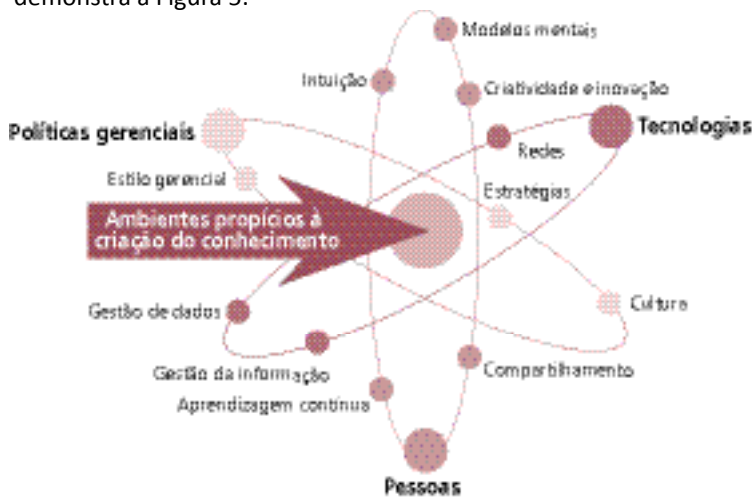 demonstra a Figura 3.
Modelos mentais
Intuição
Criatividade e inovação
Políticas gerenciais
Tecnologias
Redes
Estilo gerencial
Estratégias
Ambientes propícios à
criação do conhecimento
Gestão de dados
Cultura
Gestão da informação
Compartilhamento
Aprendizagem contínua
Pessoas